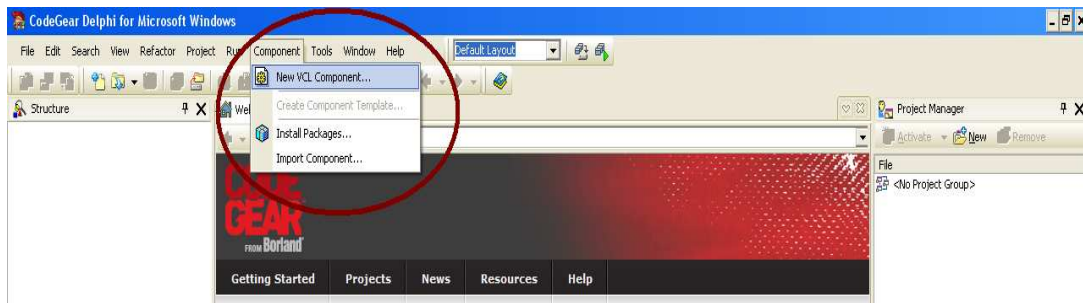 CodeGear Delphi for Microsoft Windows
File Edit Search View Refactor Project Component Tools Window Help
Default Layout
New VCL Component...
Create Component Template...
Install Packages...
Import Component...
Structure
Project Manager
Activate New Remove
File
<No Project Group>
CODE
GEAR
FROM Borland
Getting Started Projects News Resources Help